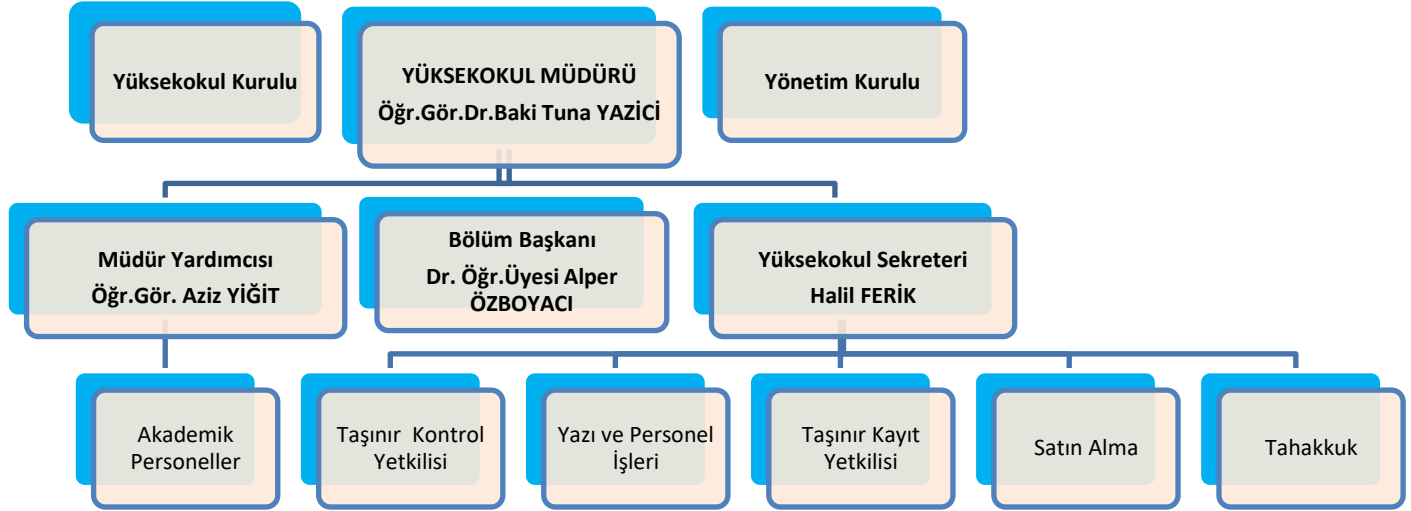 Yüksekokul Kurulu
YÜKSEKOKUL MÜDÜRÜ
Öğr.Gör.Dr.Baki Tuna YAZİCİ
Yönetim Kurulu
Müdür Yardımcısı
Öğr.Gör. Aziz YİĞİT
Bölüm Başkanı
Dr. Öğr.Üyesi Alper
ÖZBOYACI
Yüksekokul Sekreteri
Halil FERİK
Akademik
Personeller
Taşınır  Kontrol
Yetkilisi
Yazı ve Personel
İşleri
Taşınır Kayıt
Yetkilisi
Satın Alma
Tahakkuk